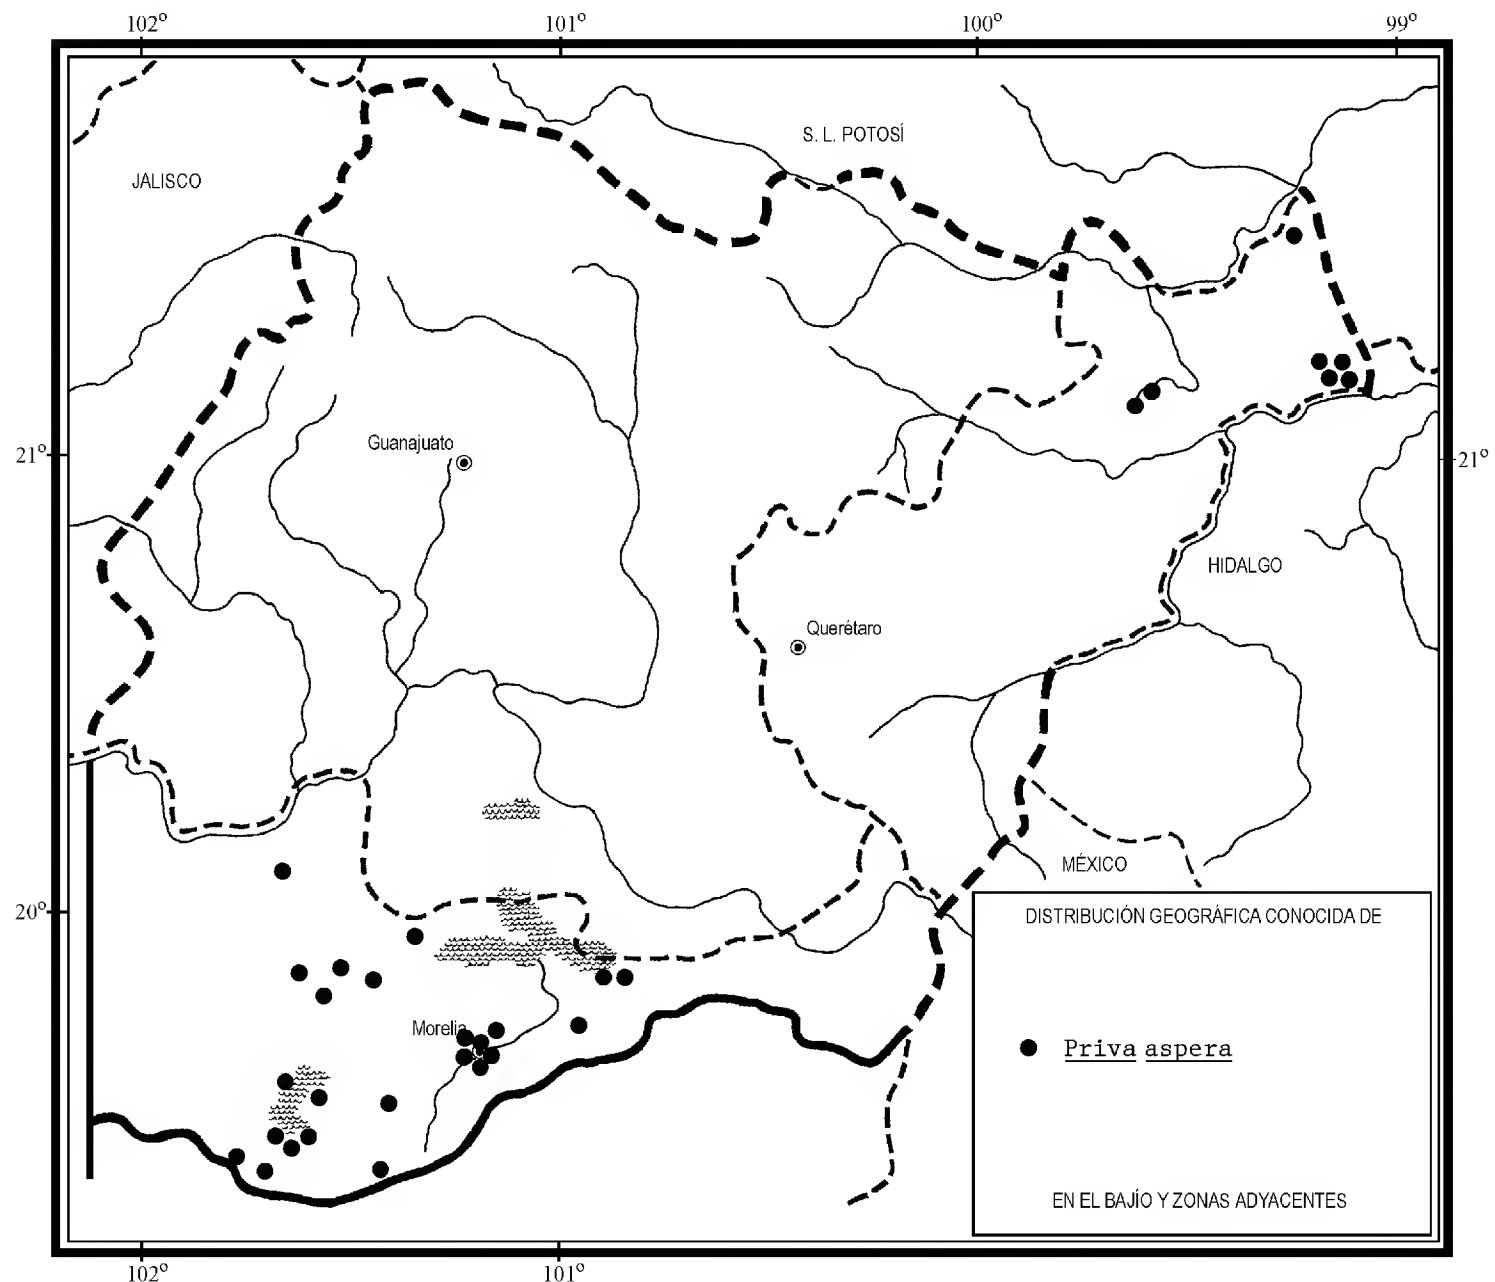 102° 101° 100° 99°
S. L. POTOSÍ
JALISCO
Guanajuato
21° 21°
HIDALGO
Querétaro
MÉXICO
20°
DISTRIBUCIÓN GEOGRÁFICA CONOCIDA DE
Morelia
Priva aspera
EN EL BAJÍO Y ZONAS ADYACENTES
102° 101°